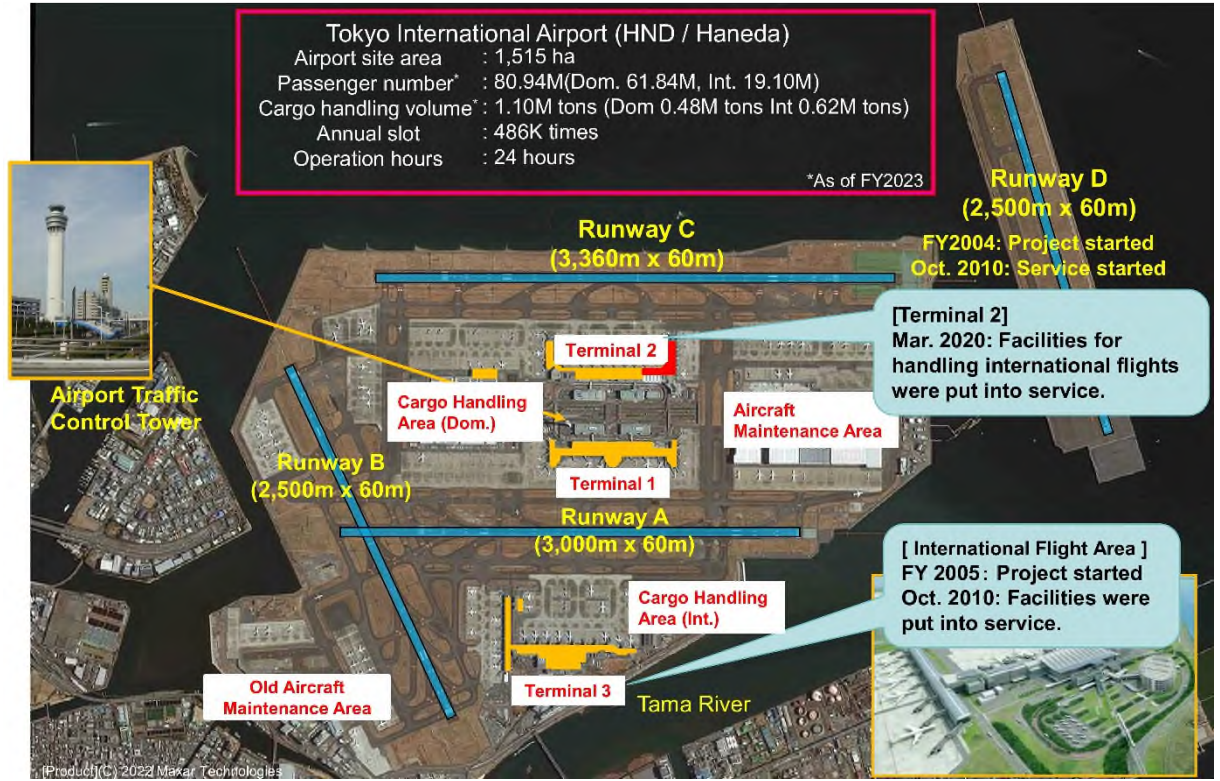 Tokyo International Airport (HND / Haneda)
Airport site area : 1,515 ha
Passenger number* : 80.94M(Dom. 61.84M, Int. 19.10M)
Cargo handling volume* : 1.10M tons (Dom 0.48M tons Int 0.62M tons)
Annual slot : 486K times
Operation hours : 24 hours
*As of FY2023
Runway D
(2,500m x 60m)
FY2004: Project started
Oct. 2010: Service started
Runway C
(3,360m x 60m)
[Terminal 2]
Mar. 2020: Facilities for
handling international flights
were put into service.
Terminal 2
Airport Traffic
Control Tower
Cargo Handling
Area (Dom.)
Aircraft
Maintenance Area
Runway B
(2,500m x 60m)
Terminal 1
Runway A
(3,000m x 60m)
[ International Flight Area ]
FY 2005: Project started
Oct. 2010: Facilities were
put into service.
Cargo Handling
Area (Int.)
Old Aircraft
Maintenance Area
Terminal 3
Tama River
[Product](C) 2022 Maxar Technologies